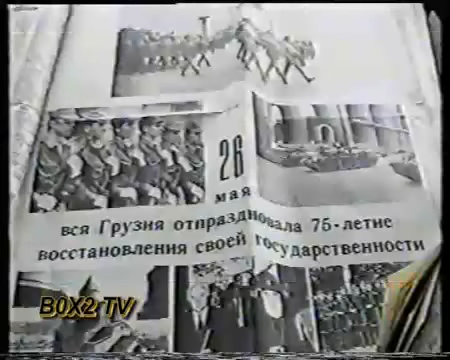 26
мая
вся Грузия отпраздновала 75-летие
восстановления своей государственности
B0X2 TV